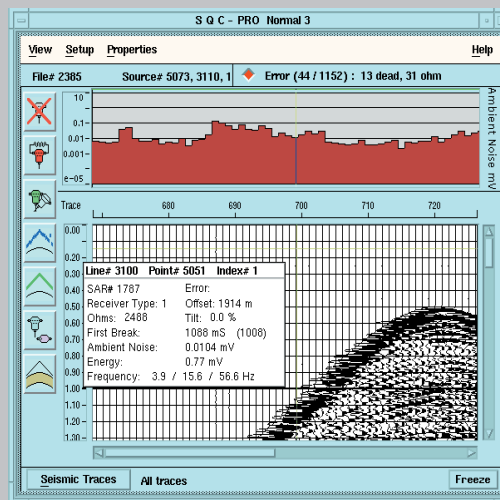 SQC-PRO Normal 3
View Setup Properties Help
File# 2385 Source# 5073, 3110, 1 Error (44 / 1152) : 13 dead, 31 ohm
10
0.1
0.01
0.001
e-05
Ambient Noise mV
Trace 680 690 700 710 720
0.00
0.10
0.20
0.30
0.40
0.50
0.60
0.70
0.80
0.90
1.00
1.10
1.20
1.30
Line# 3100 Point# 5051 Index# 1
SAR# 1787 Error:
Receiver Type: 1 Offset: 1914 m
Ohms: 2488 Tilt: 0.0 %
First Break: 1088 mS (1008)
Ambient Noise: 0.0104 mV
Energy: 0.77 mV
Frequency: 3.9 / 15.6 / 56.6 Hz
Seismic Traces All traces Freeze